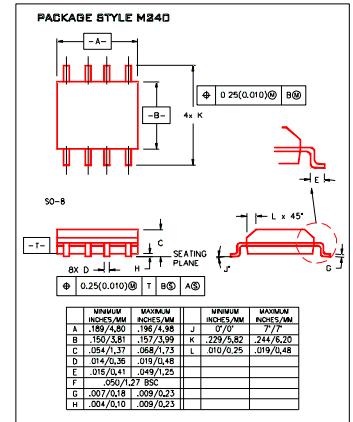 PACKAGE STYLE M240
-A-
⌖ 0.25(0.010)Ⓜ BⓂ
-B-
4x K
E
SO-8
L x 45°
C
-T-
SEATING
PLANE
8X D
H
J°
G
⌖ 0.25(0.010)Ⓜ T BⓈ AⓈ
MINIMUM INCHES/MM MAXIMUM INCHES/MM MINIMUM INCHES/MM MAXIMUM INCHES/MM
A .189/4,80 .196/4,98 J 0°/0° 7°/7°
B .150/3,81 .157/3,99 K .229/5,82 .244/6,20
C .054/1,37 .068/1,73 L .010/0,25 .019/0,48
D .014/0,36 .019/0,48
E .015/0,41 .049/1,25
F .050/1,27 BSC
G .007/0,18 .009/0,23
H .004/0,10 .009/0,23